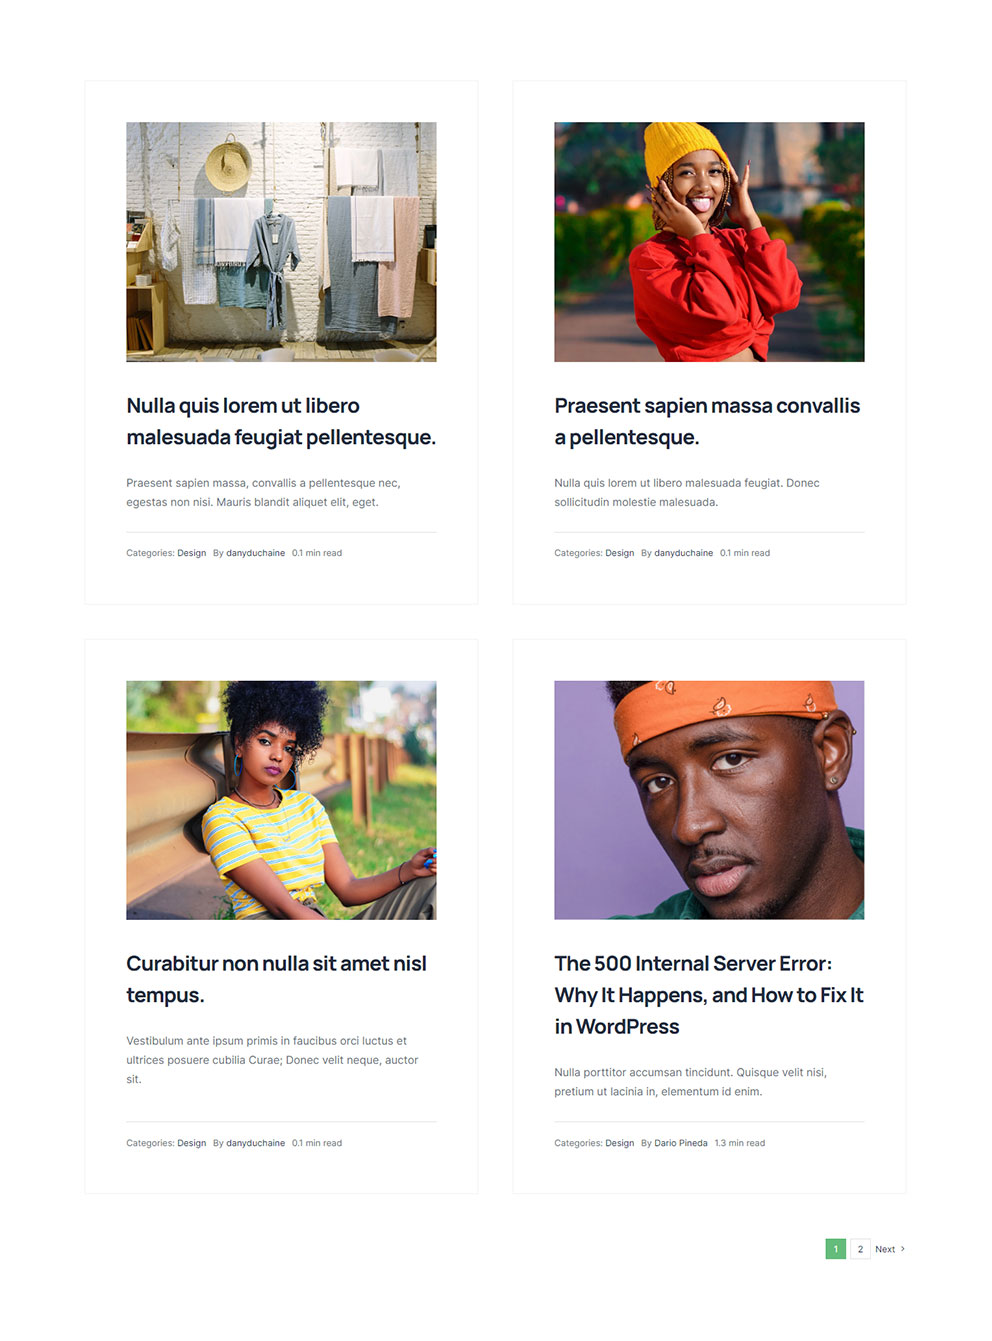 Nulla quis lorem ut libero
malesuada feugiat pellentesque.
Praesent sapien massa, convallis a pellentesque nec,
egestas non nisi. Mauris blandit aliquet elit, eget.
Categories: Design By danyduchaine 0.1 min read
Praesent sapien massa convallis
a pellentesque.
Nulla quis lorem ut libero malesuada feugiat. Donec
sollicitudin molestie malesuada.
Categories: Design By danyduchaine 0.1 min read
Curabitur non nulla sit amet nisl
tempus.
Vestibulum ante ipsum primis in faucibus orci luctus et
ultrices posuere cubilia Curae; Donec velit neque, auctor
sit.
Categories: Design By danyduchaine 0.1 min read
The 500 Internal Server Error:
Why It Happens, and How to Fix It
in WordPress
Nulla porttitor accumsan tincidunt. Quisque velit nisi,
pretium ut lacinia in, elementum id enim.
Categories: Design By Dario Pineda 1.3 min read
1 2 Next >